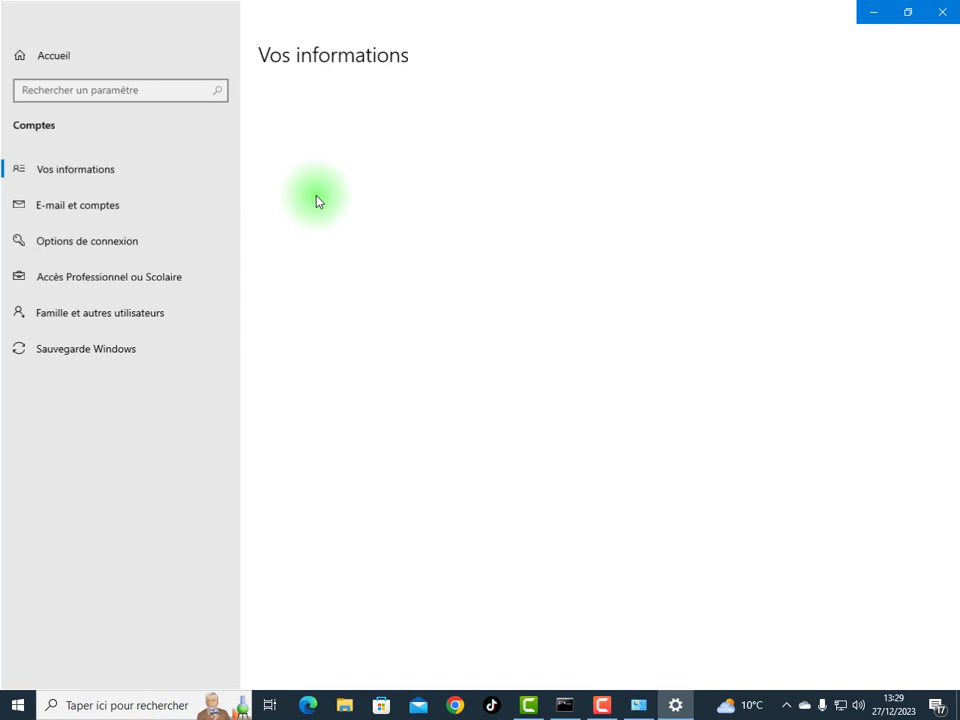 Accueil
Rechercher un paramètre
Comptes
Vos informations
E-mail et comptes
Options de connexion
Accès Professionnel ou Scolaire
Famille et autres utilisateurs
Sauvegarde Windows
Vos informations
Taper ici pour rechercher
10°C
13:29
27/12/2023
17